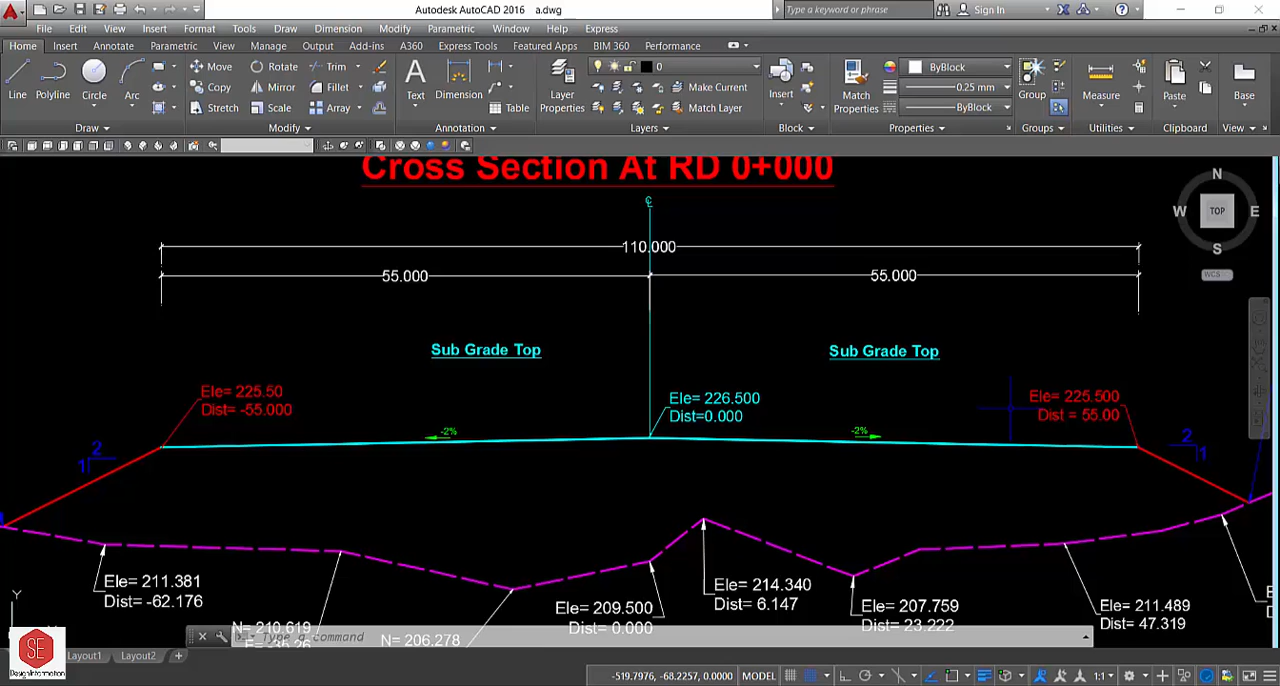 Autodesk AutoCAD 2016 a.dwg
Type a keyword or phrase
Sign In
File Edit View Insert Format Tools Draw Dimension Modify Parametric Window Help Express
Home Insert Annotate Parametric View Manage Output Add-ins A360 Express Tools Featured Apps BIM 360 Performance
Line Polyline Circle Arc
Move Rotate Trim
Copy Mirror Fillet
Stretch Scale Array
Text Dimension
Table
Layer
Properties
0
Make Current
Match Layer
Insert
Match
Properties
ByBlock
0.25 mm
ByBlock
Group
Measure
Paste
Base
Draw Modify Annotation Layers Block Properties Groups Utilities Clipboard View
Cross Section At RD 0+000
N
W TOP E
S
WCS
110.000
55.000 55.000
Sub Grade Top Sub Grade Top
Ele= 225.50
Dist= -55.000
Ele= 226.500
Dist=0.000
Ele= 225.500
Dist = 55.00
-2% -2%
2
1
2
1
Ele= 211.381
Dist= -62.176
N= 210.619
E= -35.26
N= 206.278
Ele= 209.500
Dist= 0.000
Ele= 214.340
Dist= 6.147
Ele= 207.759
Dist= 23.222
Ele= 211.489
Dist= 47.319
Y
Type a command
SE
Design Information
Layout1 Layout2 +
-519.7976, -68.2257, 0.0000 MODEL
1:1